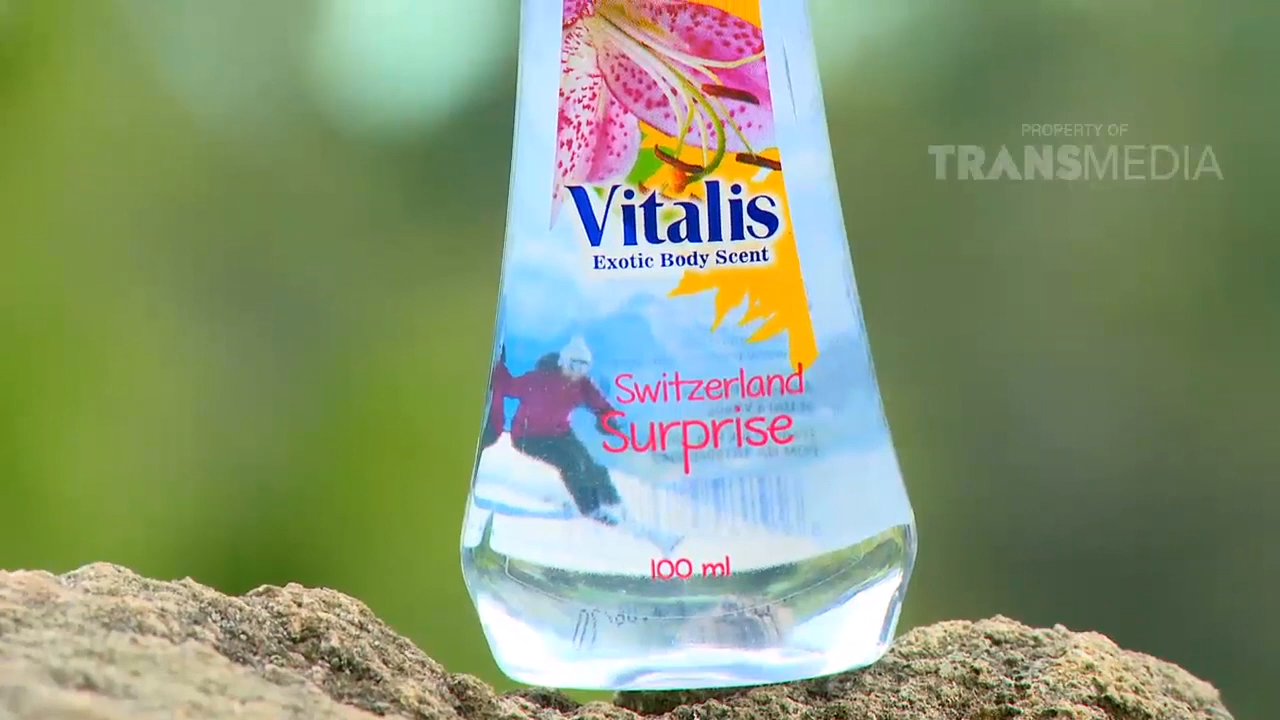 PROPERTY OF
TRANSMEDIA
Vitalis
Exotic Body Scent
Switzerland
Surprise
100 ml